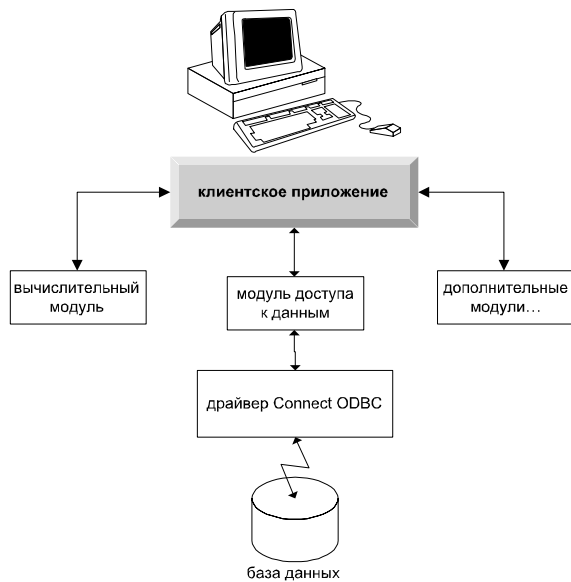 клиентское приложение
вычислительный
модуль
модуль доступа
к данным
дополнительные
модули…
драйвер Connect ODBC
база данных